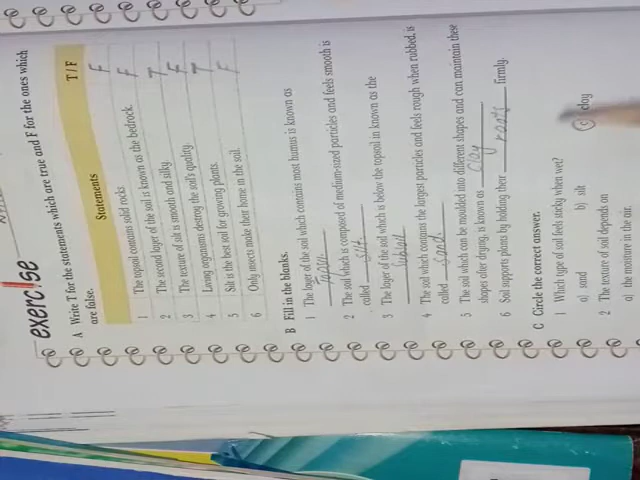 exercise
A Write T for the statements which are true and F for the ones which
are false.
Statements T/F
1 The topsoil contains solid rocks. F
2 The second layer of the soil is known as the bedrock. F
3 The texture of silt is smooth and silky. T
4 Living organisms destroy the soil's quality. F
5 Silt is the best soil for growing plants. T
6 Only insects make their home in the soil. F
B Fill in the blanks.
1 The layer of the soil which contains most humus is known as
2 The soil which is composed of medium-sized particles and feels smooth is
called silt.
3 The layer of the soil which is below the topsoil in known as the
subsoil
4 The soil which contains the largest particles and feels rough when rubbed is
called sand.
5 The soil which can be moulded into different shapes and can maintain these
shapes after drying, is known as clay
6 Soil supports plants by holding their roots firmly.
C Circle the correct answer.
1 Which type of soil feels sticky when wet?
a) sand b) silt c) clay
2 The texture of soil depends on
a) the moisture in the air.